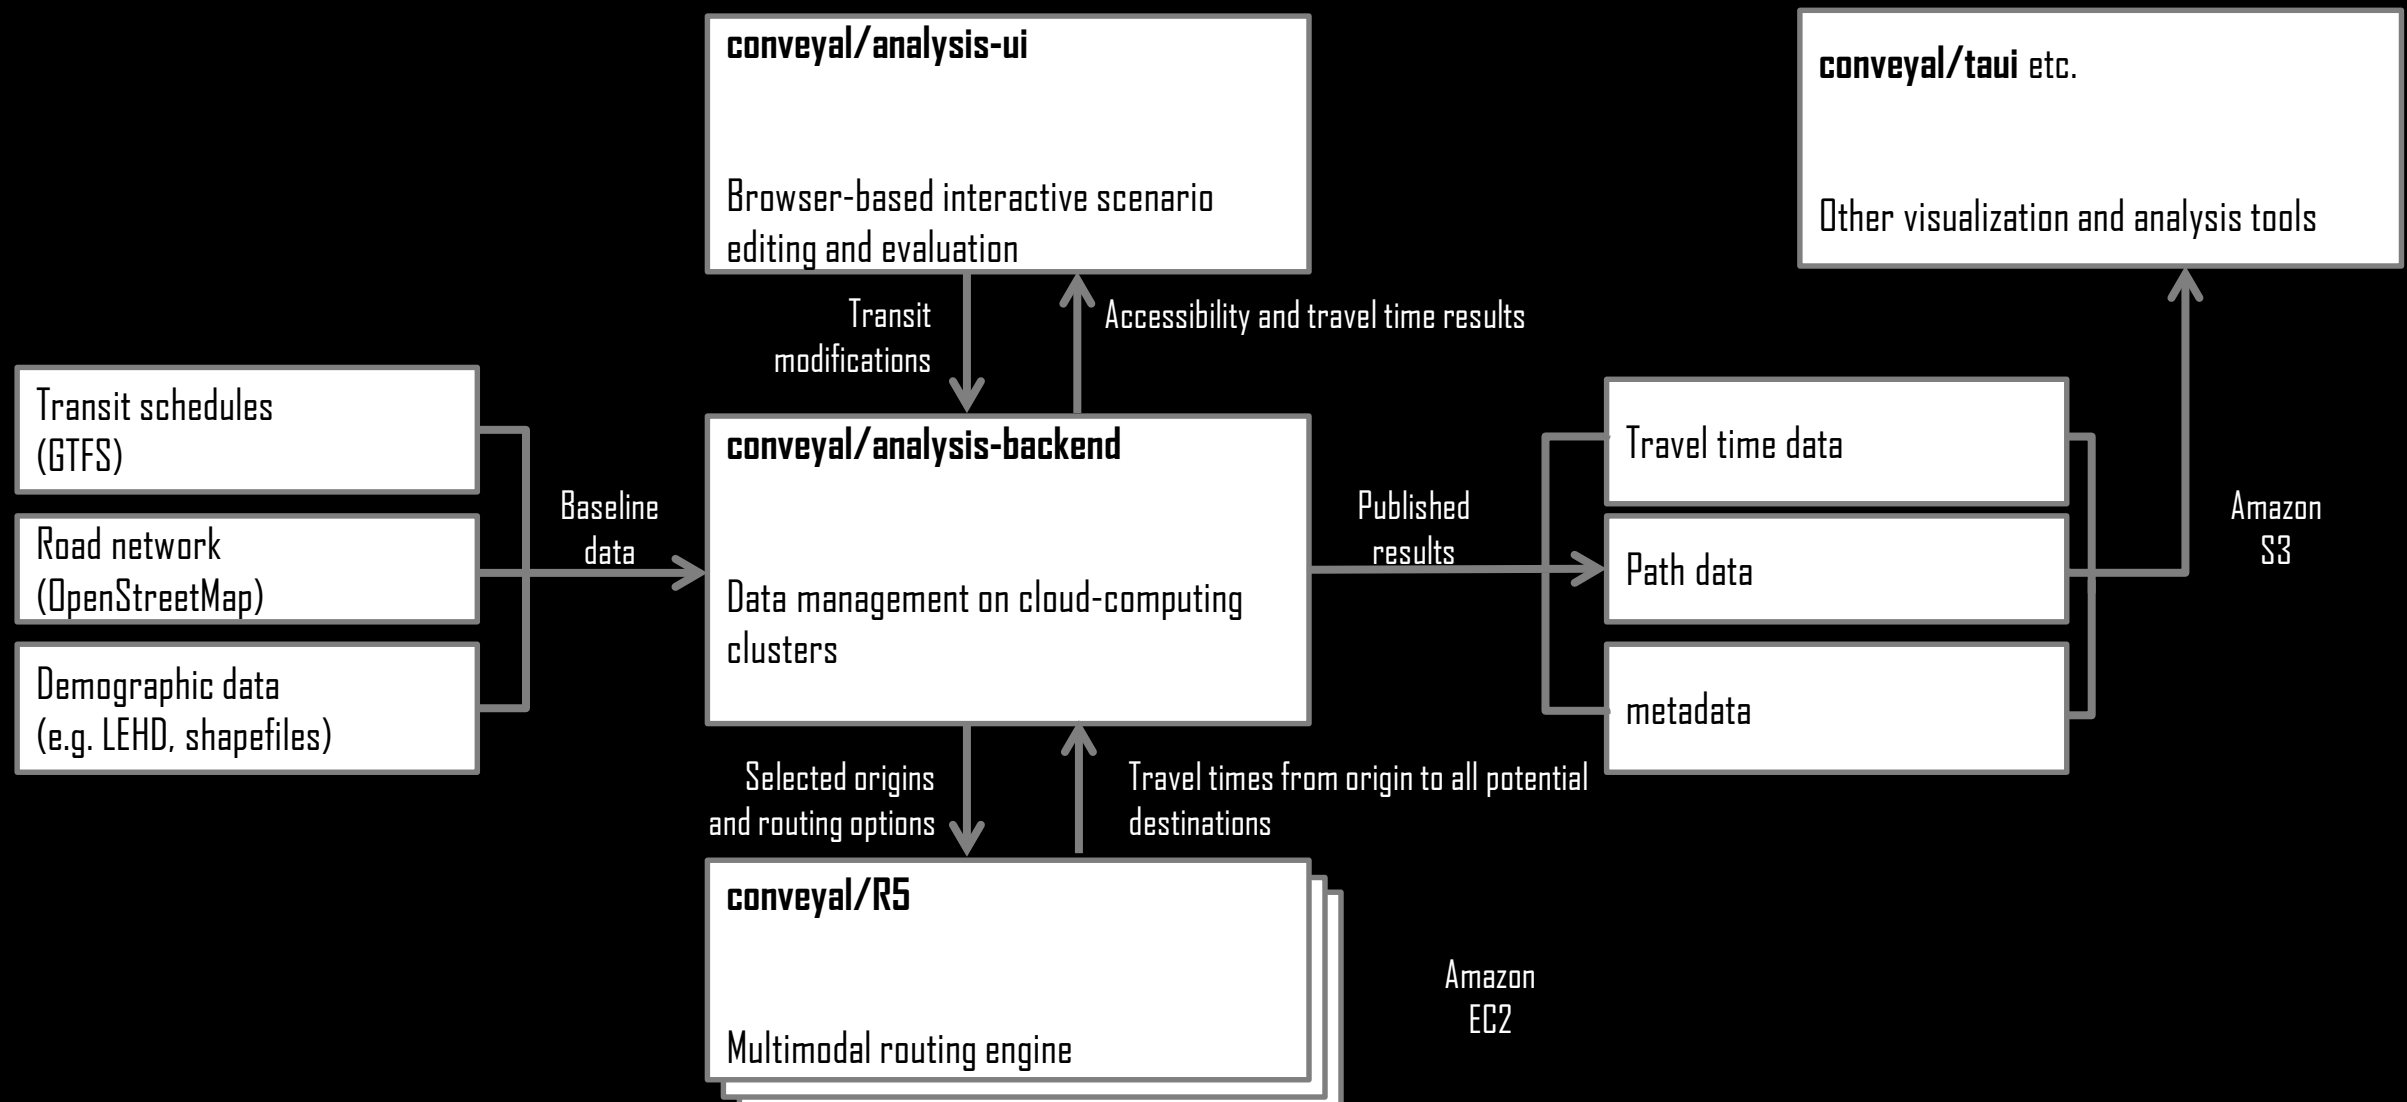 conveyal/analysis-ui
Browser-based interactive scenario
editing and evaluation
conveyal/taui etc.
Other visualization and analysis tools
Transit
modifications
Accessibility and travel time results
Transit schedules
(GTFS)
Road network
(OpenStreetMap)
Demographic data
(e.g. LEHD, shapefiles)
Baseline
data
conveyal/analysis-backend
Data management on cloud-computing
clusters
Published
results
Travel time data
Path data
metadata
Amazon
S3
Selected origins
and routing options
Travel times from origin to all potential
destinations
conveyal/R5
Multimodal routing engine
Amazon
EC2